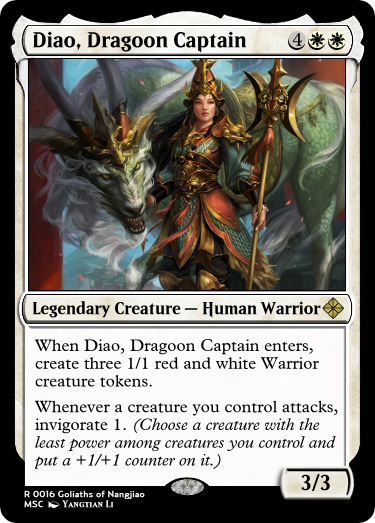 Diao, Dragoon Captain 4
Legendary Creature — Human Warrior
When Diao, Dragoon Captain enters,
create three 1/1 red and white Warrior
creature tokens.
Whenever a creature you control attacks,
invigorate 1. (Choose a creature with the
least power among creatures you control and
put a +1/+1 counter on it.)
3/3
R 0016 Goliaths of Nangjiao
MSC Yangtian Li